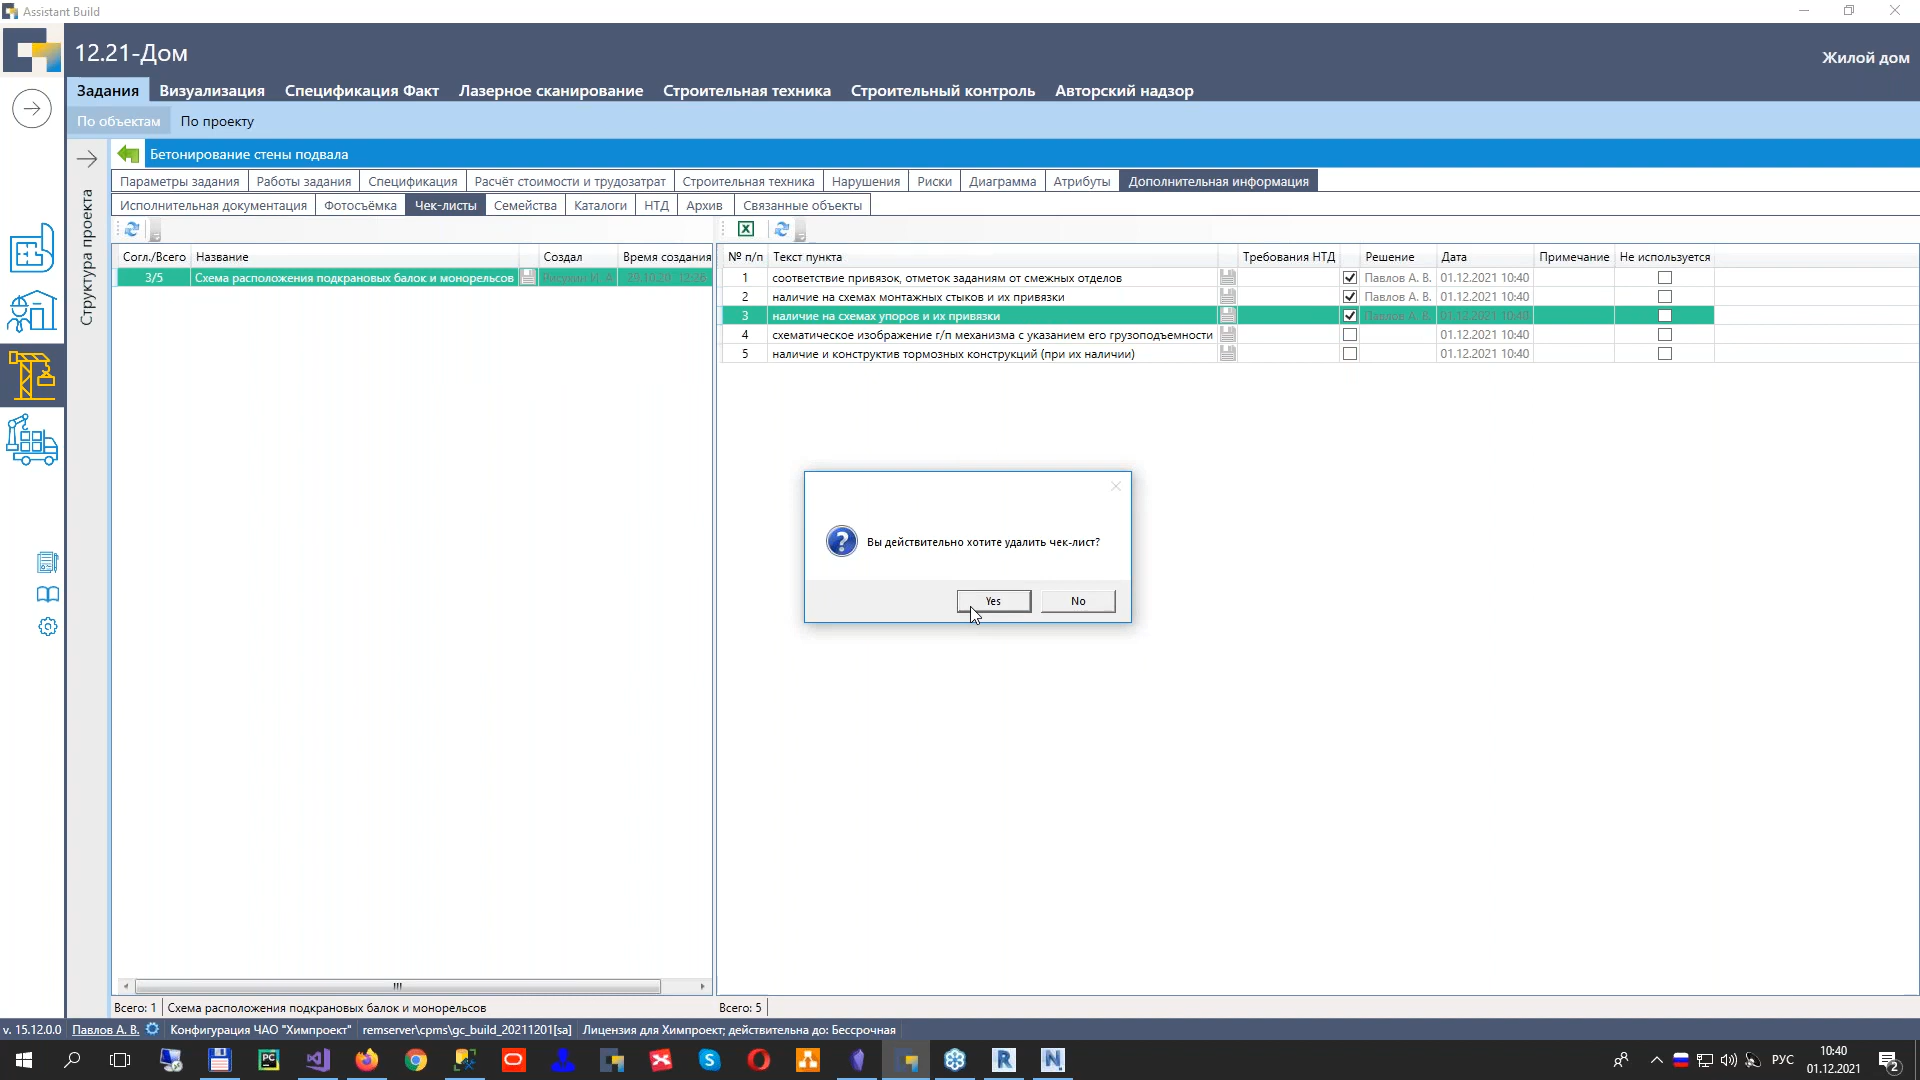 Assistant Build
12.21-Дом
Жилой дом
Задания Визуализация Спецификация Факт Лазерное сканирование Строительная техника Строительный контроль Авторский надзор
По объектам По проекту
Структура проекта
Бетонирование стены подвала
Параметры задания Работы задания Спецификация Расчёт стоимости и трудозатрат Строительная техника Нарушения Риски Диаграмма Атрибуты Дополнительная информация
Исполнительная документация Фотосъёмка Чек-листы Семейства Каталоги НТД Архив Связанные объекты
Согл./Всего Название Создал Время создания
3/5 Схема расположения подкрановых балок и монорельсов
№ п/п Текст пункта Требования НТД Решение Дата Примечание Не используется
1 соответствие привязок, отметок заданиям от смежных отделов Павлов А. В. 01.12.2021 10:40
2 наличие на схемах монтажных стыков и их привязки Павлов А. В. 01.12.2021 10:40
3 наличие на схемах упоров и их привязки Павлов А. В. 01.12.2021 10:40
4 схематическое изображение г/п механизма с указанием его грузоподъемности 01.12.2021 10:40
5 наличие и конструктив тормозных конструкций (при их наличии) 01.12.2021 10:40
Вы действительно хотите удалить чек-лист?
Yes No
Всего: 1 Схема расположения подкрановых балок и монорельсов
Всего: 5
v. 15.12.0.0 Павлов А. В. Конфигурация ЧАО "Химпроект" remserver\cpms\gc_build_20211201[sa] Лицензия для Химпроект; действительна до: Бессрочная
РУС
10:40
01.12.2021
2